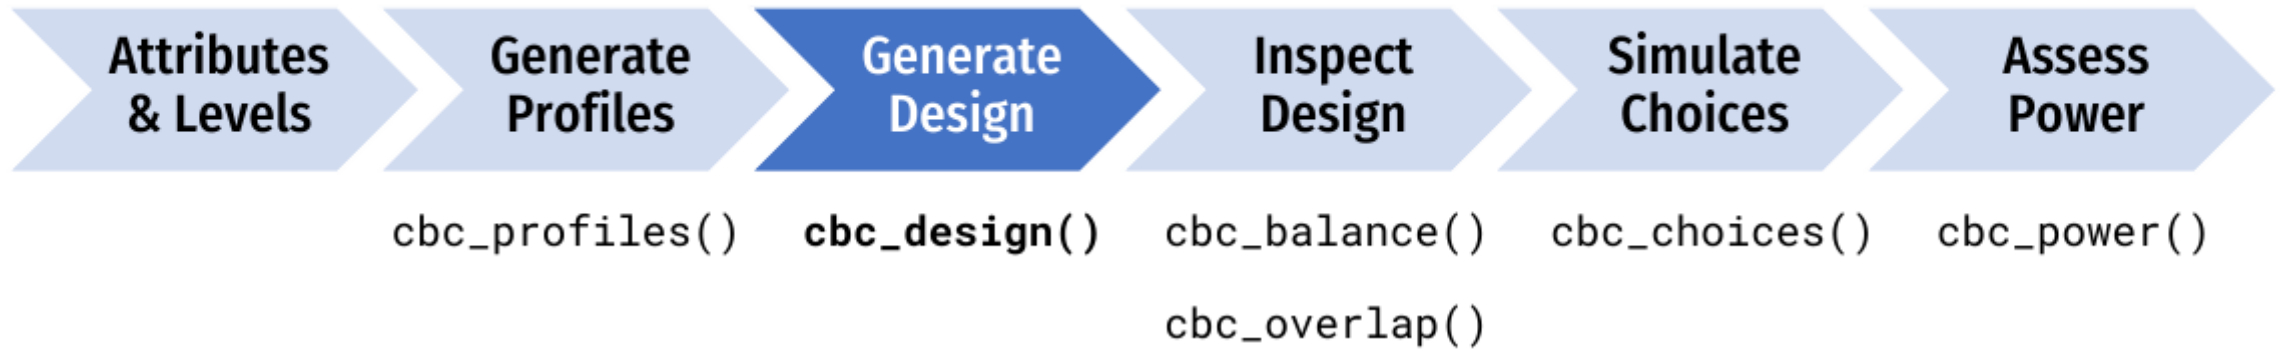 Attributes
& Levels
Generate
Profiles
Generate
Design
Inspect
Design
Simulate
Choices
Assess
Power
cbc_profiles()
cbc_design()
cbc_balance()
cbc_choices()
cbc_power()
cbc_overlap()